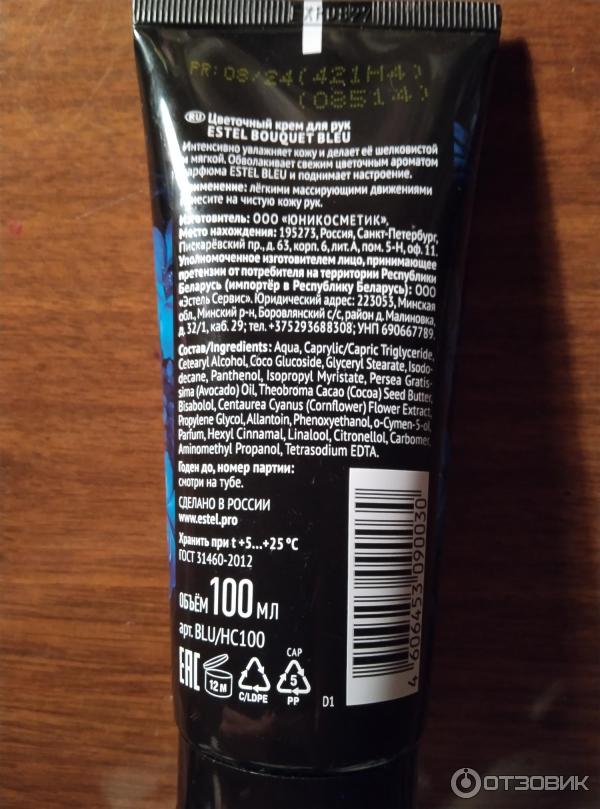 PR: 08/24(421H4)
(08514)
RU Цветочный крем для рук
ESTEL BOUQUET BLEU
Интенсивно увлажняет кожу и делает её шелковистой
и мягкой. Обволакивает свежим цветочным ароматом
парфюма ESTEL BLEU и поднимает настроение.
Применение: лёгкими массирующими движениями
нанесите на чистую кожу рук.
Изготовитель: ООО «ЮНИКОСМЕТИК».
Место нахождения: 195273, Россия, Санкт-Петербург,
Пискарёвский пр., д. 63, корп. 6, лит. А, пом. 5-Н, оф. 11.
Уполномоченное изготовителем лицо, принимающее
претензии от потребителя на территории Республики
Беларусь (импортёр в Республику Беларусь): ООО
«Эстель Сервис». Юридический адрес: 223053, Минская
обл., Минский р-н, Боровлянский с/с, район д. Малиновка,
д. 32/1, каб. 29; тел. +375293688308; УНП 690667789.
Состав/Ingredients: Aqua, Caprylic/Capric Triglyceride,
Cetearyl Alcohol, Coco Glucoside, Glyceryl Stearate, Isodo-
decane, Panthenol, Isopropyl Myristate, Persea Gratis-
sima (Avocado) Oil, Theobroma Cacao (Cocoa) Seed Butter,
Bisabolol, Centaurea Cyanus (Cornflower) Flower Extract,
Propylene Glycol, Allantoin, Phenoxyethanol, o-Cymen-5-ol,
Parfum, Hexyl Cinnamal, Linalool, Citronellol, Carbomer,
Aminomethyl Propanol, Tetrasodium EDTA.
Годен до, номер партии:
смотри на тубе.
СДЕЛАНО В РОССИИ
www.estel.pro
Хранить при t +5...+25 °C
ГОСТ 31460-2012
ОБЪЁМ 100 МЛ
арт. BLU/HC100
EAC
12 M
C/LDPE
CAP
5
PP
D1
4 606453 090030
ОТЗОВИК